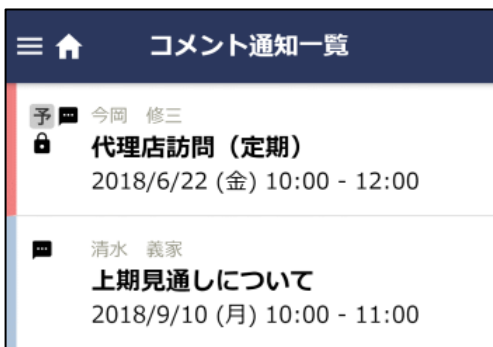 コメント通知一覧
予 今岡　修三
代理店訪問（定期）
2018/6/22 (金) 10:00 - 12:00
清水　義家
上期見通しについて
2018/9/10 (月) 10:00 - 11:00